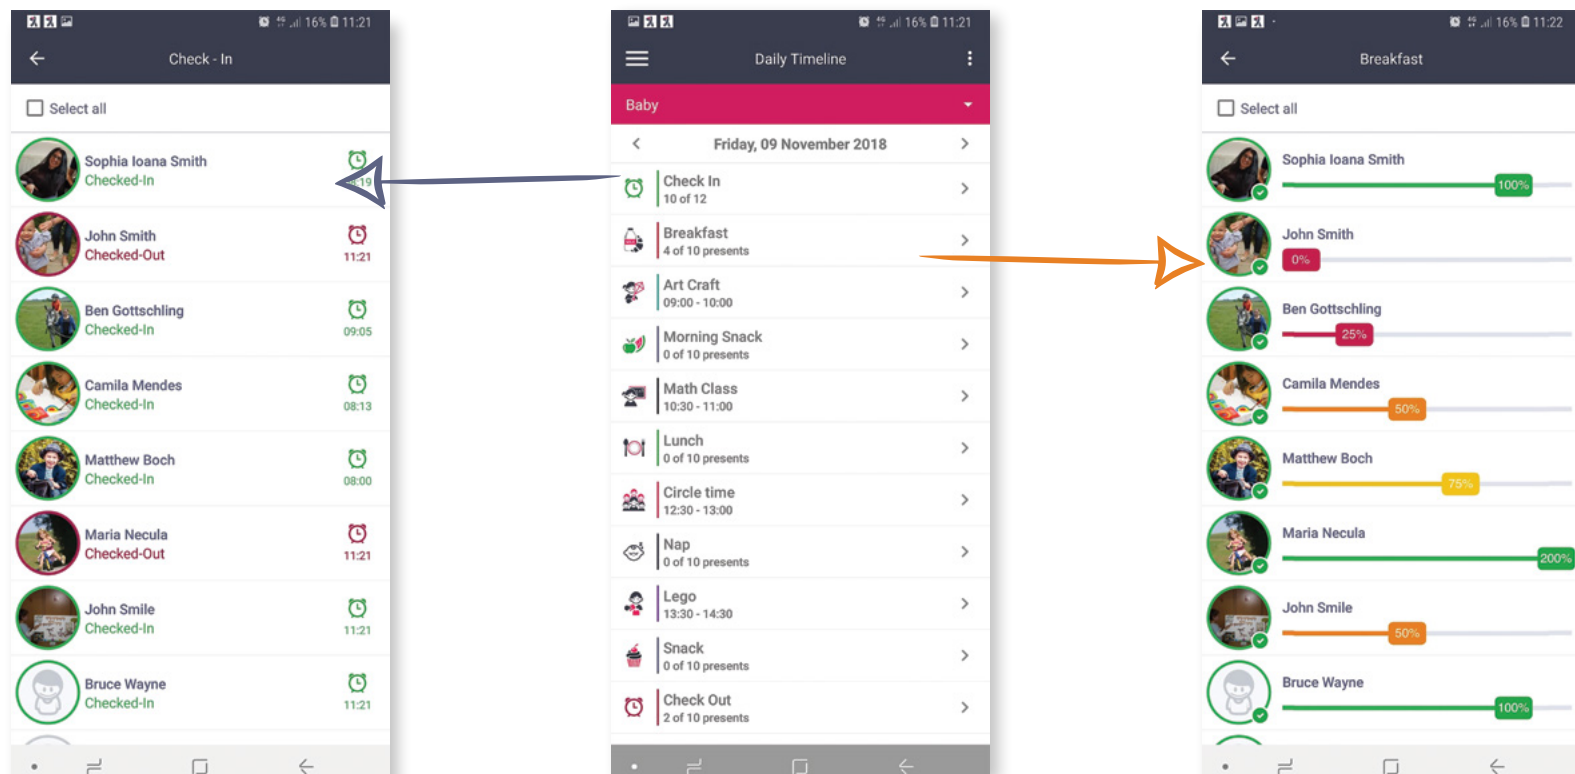 16% 11:21
Check - In
Select all
Sophia Ioana Smith
Checked-In
:19
John Smith
Checked-Out
11:21
Ben Gottschling
Checked-In
09:05
Camila Mendes
Checked-In
08:13
Matthew Boch
Checked-In
08:00
Maria Necula
Checked-Out
11:21
John Smile
Checked-In
11:21
Bruce Wayne
Checked-In
11:21
16% 11:21
Daily Timeline
Baby
Friday, 09 November 2018
Check In
10 of 12
Breakfast
4 of 10 presents
Art Craft
09:00 - 10:00
Morning Snack
0 of 10 presents
Math Class
10:30 - 11:00
Lunch
0 of 10 presents
Circle time
12:30 - 13:00
Nap
0 of 10 presents
Lego
13:30 - 14:30
Snack
0 of 10 presents
Check Out
2 of 10 presents
16% 11:22
Breakfast
Select all
Sophia Ioana Smith
100%
John Smith
0%
Ben Gottschling
25%
Camila Mendes
50%
Matthew Boch
75%
Maria Necula
200%
John Smile
50%
Bruce Wayne
100%